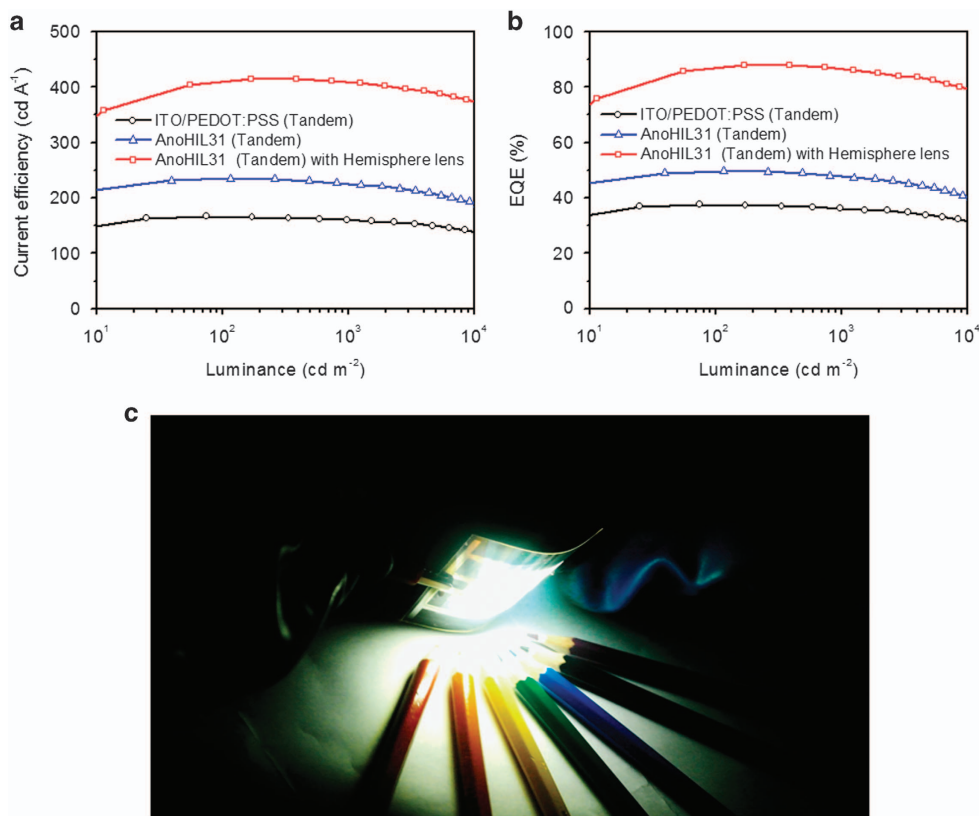 a
500
400
300
200
100
0
Current efficiency (cd A⁻¹)
ITO/PEDOT:PSS (Tandem)
AnoHIL31 (Tandem)
AnoHIL31 (Tandem) with Hemisphere lens
10¹
10²
10³
10⁴
Luminance (cd m⁻²)
b
100
80
60
40
20
0
EQE (%)
ITO/PEDOT:PSS (Tandem)
AnoHIL31 (Tandem)
AnoHIL31 (Tandem) with Hemisphere lens
10¹
10²
10³
10⁴
Luminance (cd m⁻²)
c